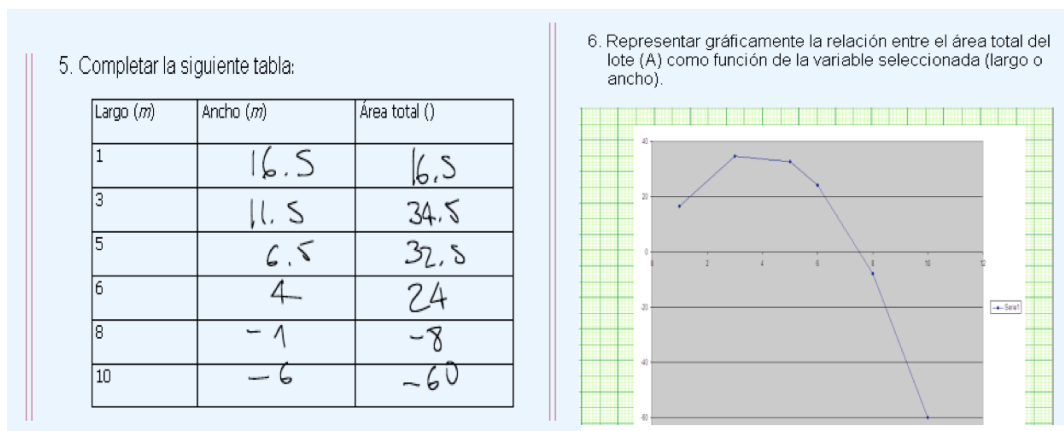 5. Completar la siguiente tabla:
Largo (m) Ancho (m) Área total ()
1 16.5 16.5
3 11.5 34.5
5 6.5 32.5
6 4 24
8 -1 -8
10 -6 -60
6. Representar gráficamente la relación entre el área total del
lote (A) como función de la variable seleccionada (largo o
ancho).
40
20
0
0 2 4 6 8 10 12
-20
-40
-60